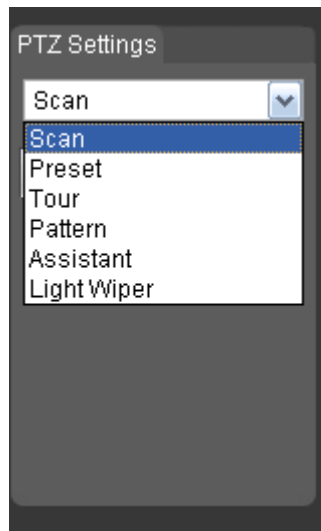 PTZ Settings
Scan
Scan
Preset
Tour
Pattern
Assistant
Light Wiper